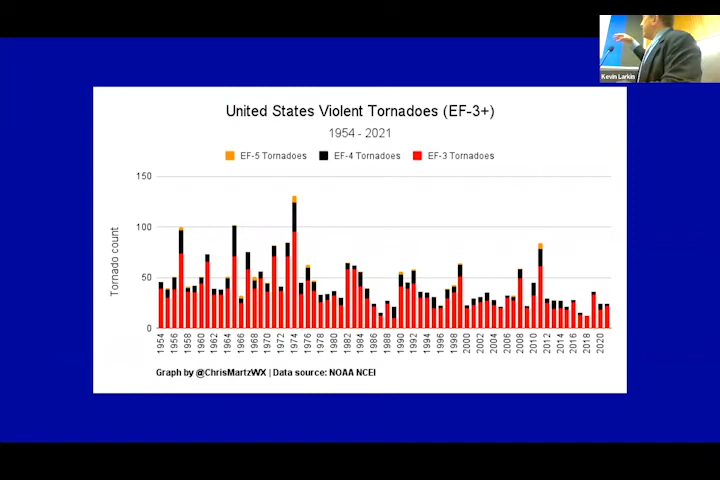 Kevin Larkin
United States Violent Tornadoes (EF-3+)
1954 - 2021
EF-5 Tornadoes EF-4 Tornadoes EF-3 Tornadoes
Tornado count
150
100
50
0
1954 1956 1958 1960 1962 1964 1966 1968 1970 1972 1974 1976 1978 1980 1982 1984 1986 1988 1990 1992 1994 1996 1998 2000 2002 2004 2006 2008 2010 2012 2014 2016 2018 2020
Graph by @ChrisMartzWX | Data source: NOAA NCEI